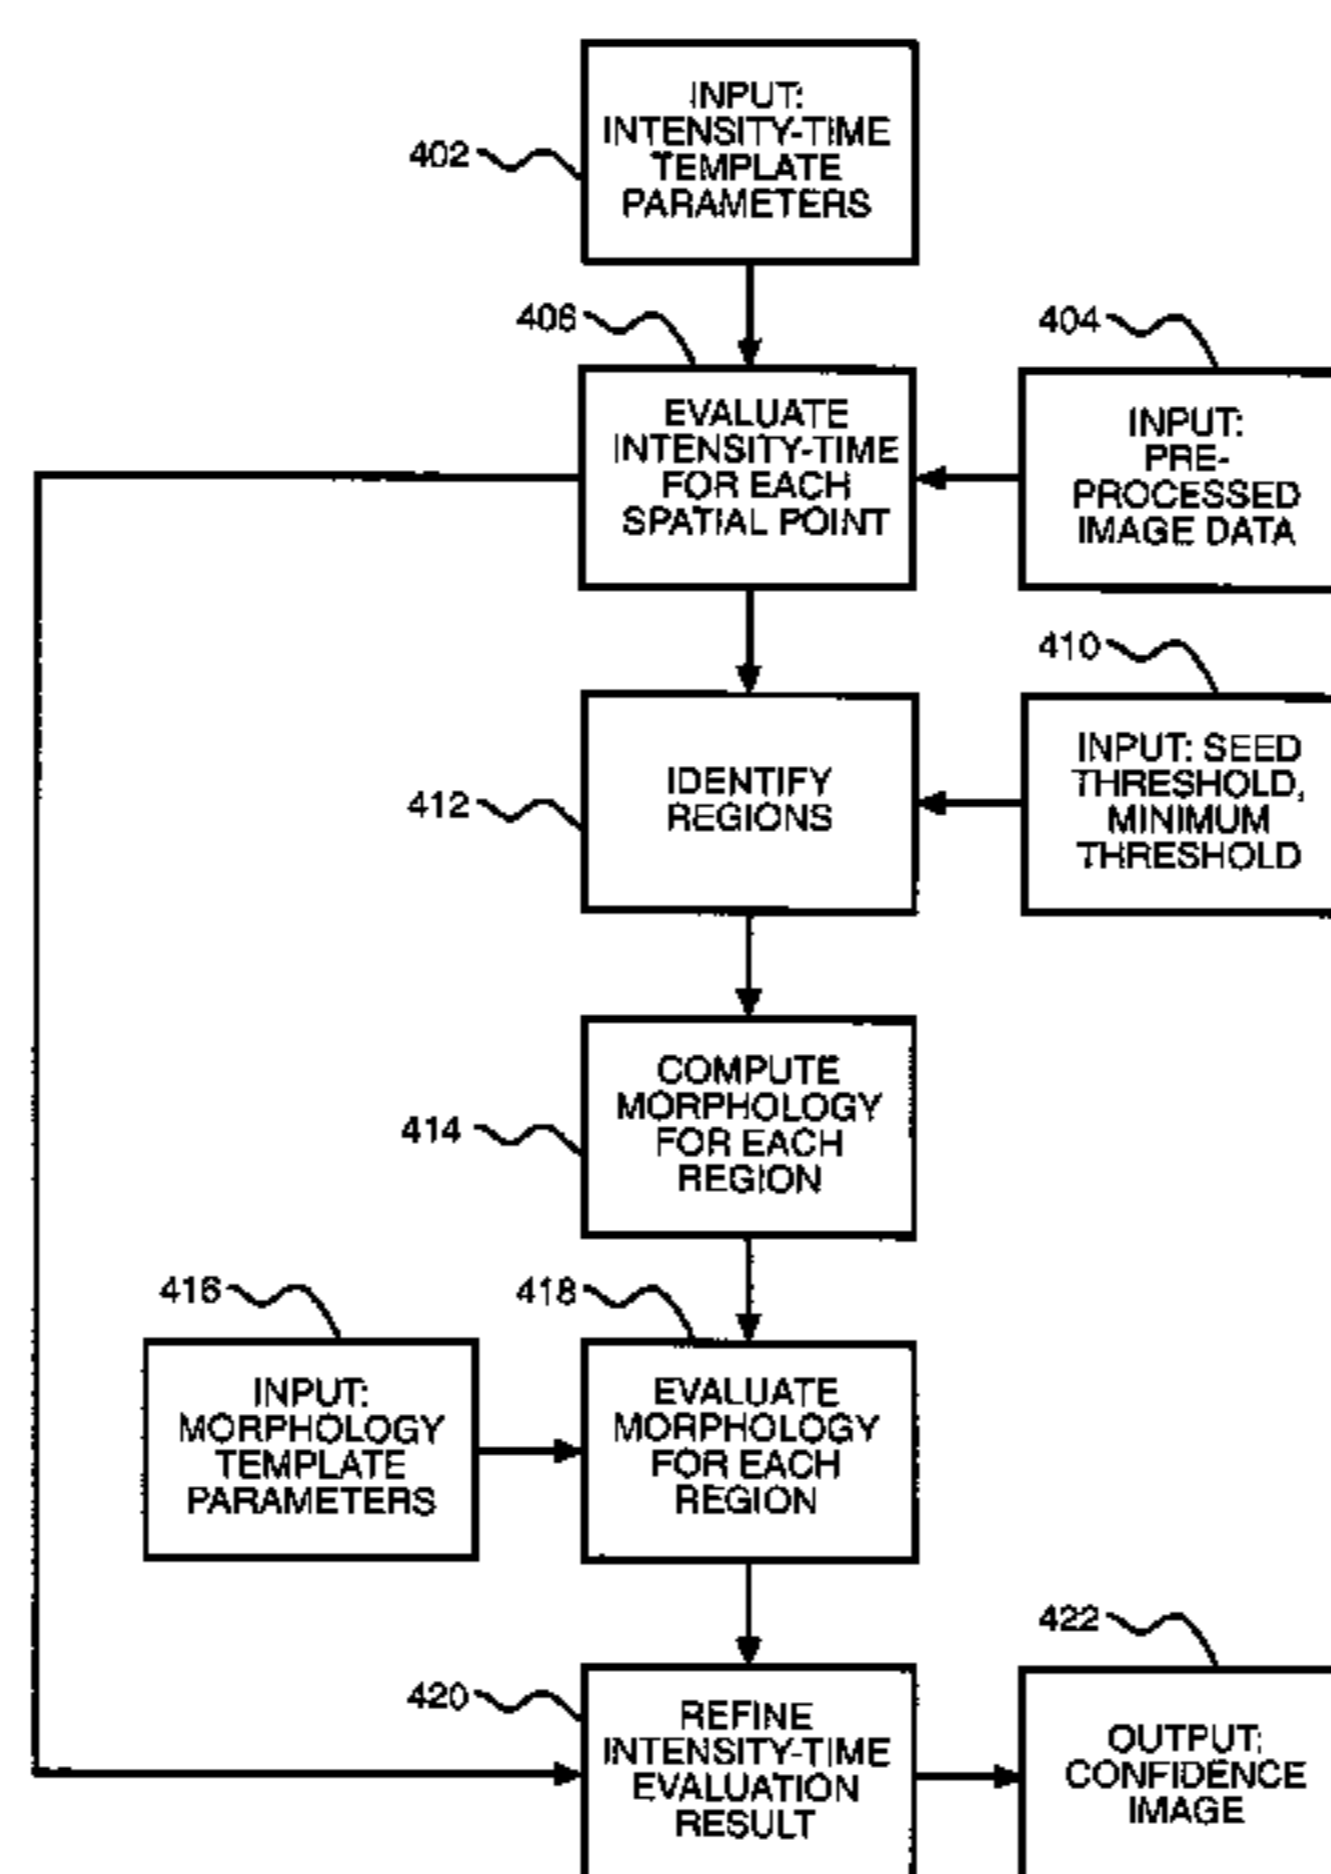 INPUT:
INTENSITY-TIME
TEMPLATE
PARAMETERS
402
406
EVALUATE
INTENSITY-TIME
FOR EACH
SPATIAL POINT
404
INPUT:
PRE-
PROCESSED
IMAGE DATA
410
INPUT: SEED
THRESHOLD,
MINIMUM
THRESHOLD
412
IDENTIFY
REGIONS
414
COMPUTE
MORPHOLOGY
FOR EACH
REGION
416
INPUT:
MORPHOLOGY
TEMPLATE
PARAMETERS
418
EVALUATE
MORPHOLOGY
FOR EACH
REGION
420
REFINE
INTENSITY-TIME
EVALUATION
RESULT
422
OUTPUT:
CONFIDENCE
IMAGE